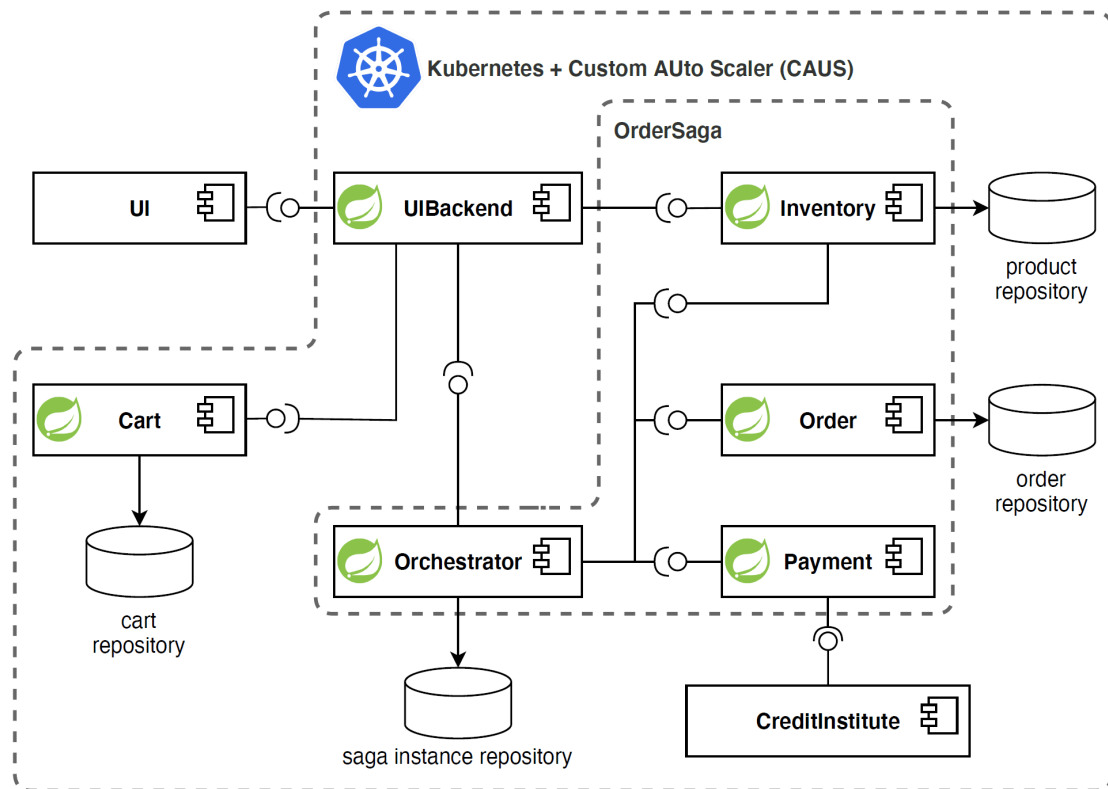 Kubernetes + Custom AUto Scaler (CAUS)
OrderSaga
UI
UIBackend
Inventory
product
repository
Cart
Order
order
repository
Orchestrator
Payment
cart
repository
CreditInstitute
saga instance repository